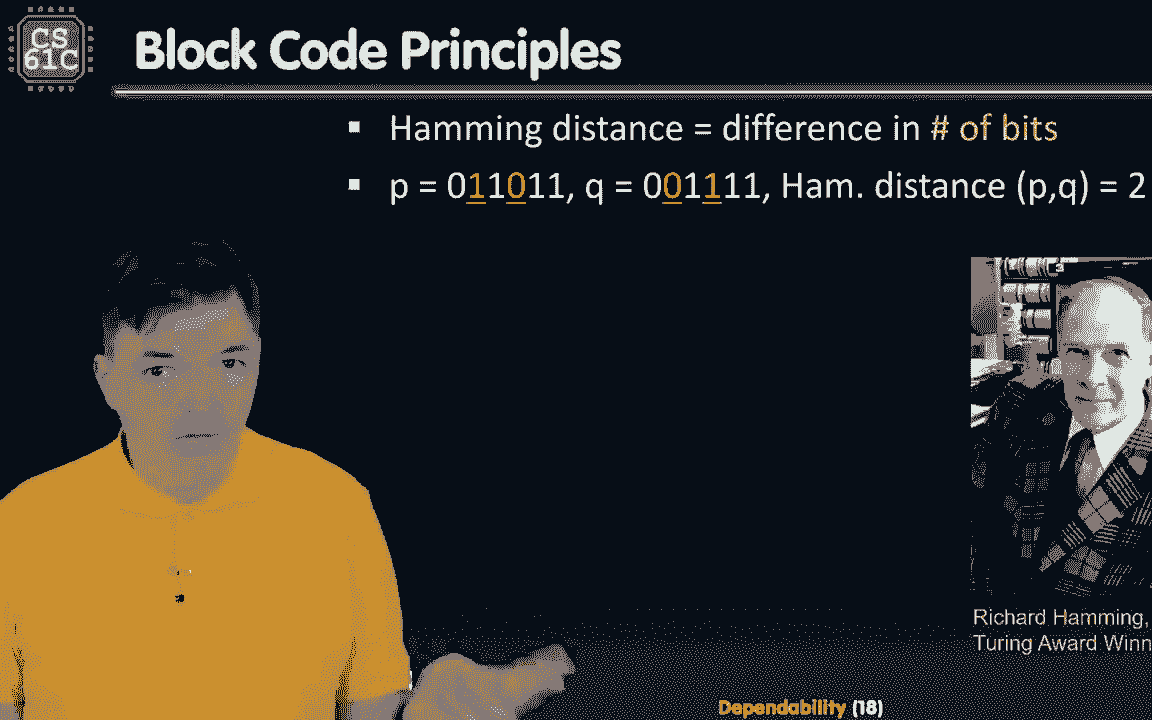 CS
61C
Block Code Principles
▪ Hamming distance = difference in # of bits
▪ p = 011011, q = 001111, Ham. distance (p,q) = 2
Richard Hamming,
Turing Award Winn
Dependability (18)